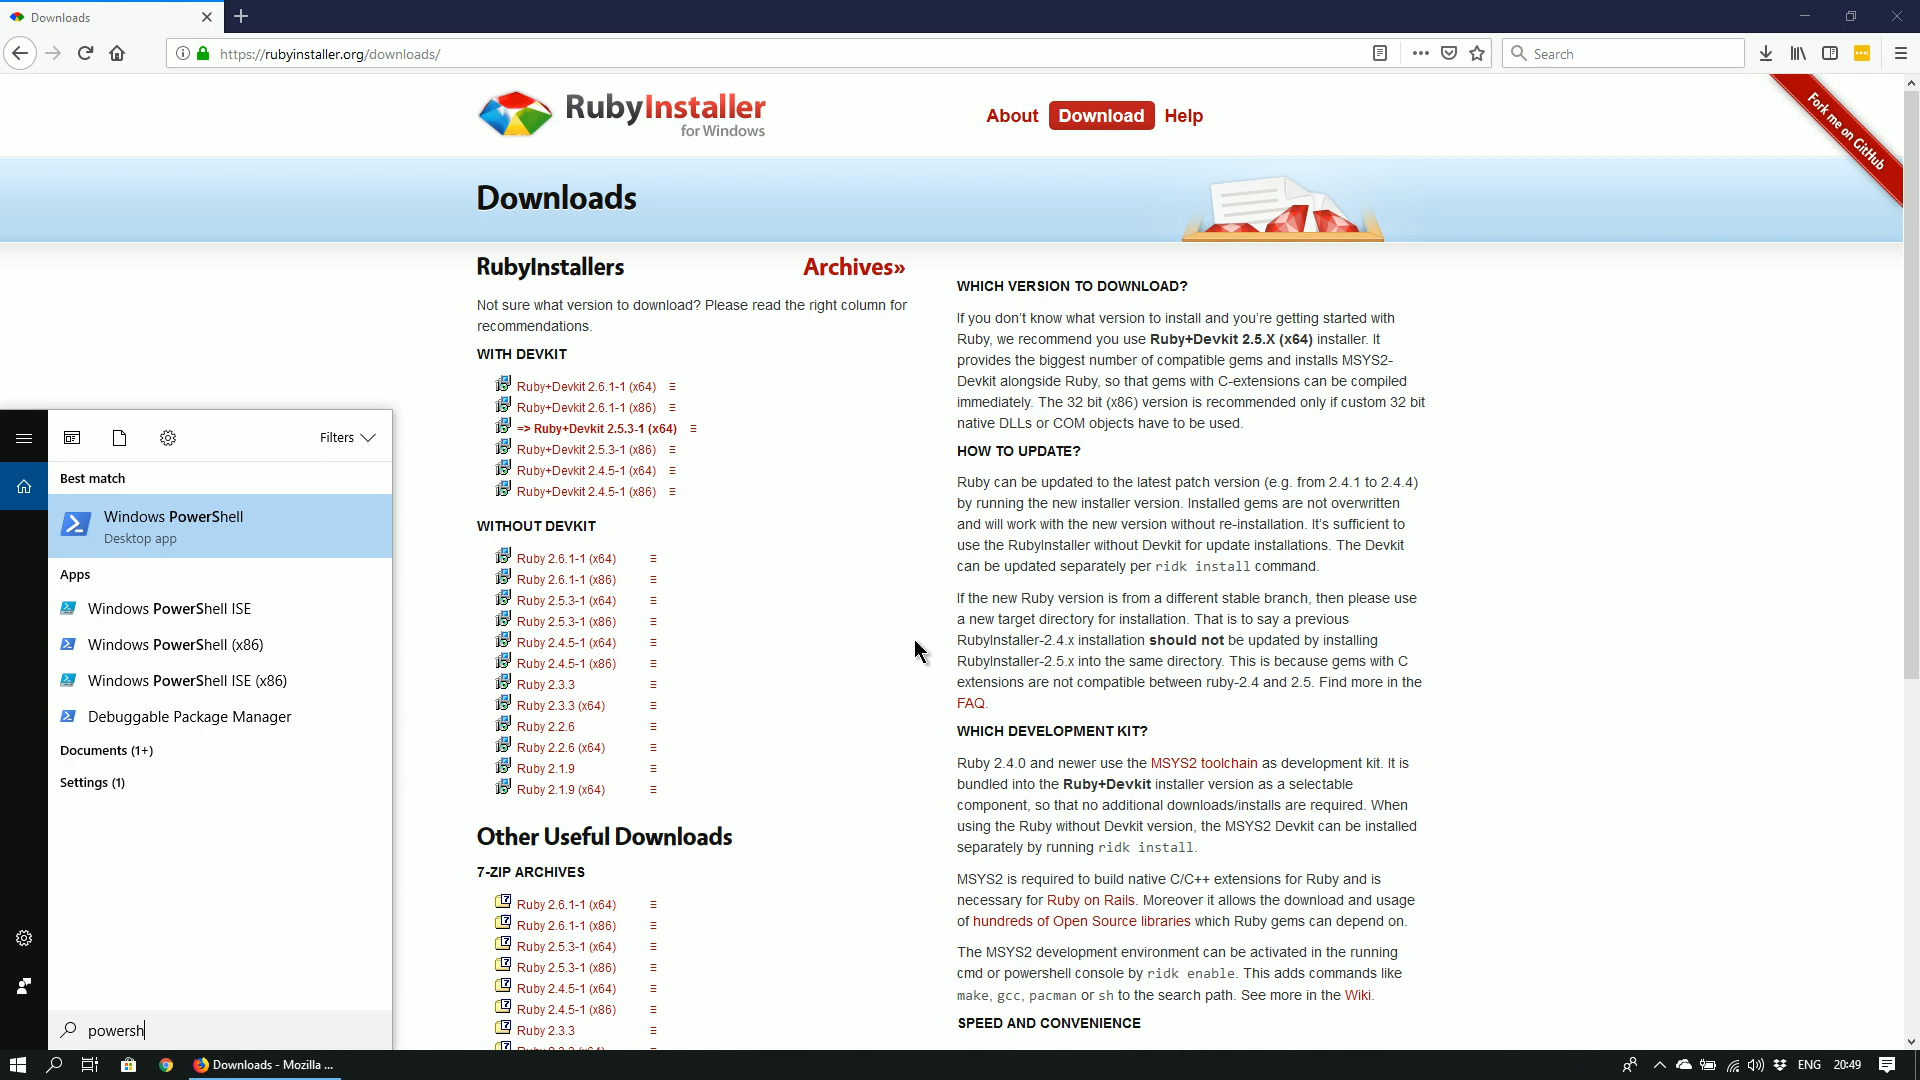 Downloads
https://rubyinstaller.org/downloads/
Search
RubyInstaller
for Windows
About
Download
Help
Fork me on GitHub
Downloads
RubyInstallers
Archives»
Not sure what version to download? Please read the right column for
recommendations.
WITH DEVKIT
Ruby+Devkit 2.6.1-1 (x64)
Ruby+Devkit 2.6.1-1 (x86)
=> Ruby+Devkit 2.5.3-1 (x64)
Ruby+Devkit 2.5.3-1 (x86)
Ruby+Devkit 2.4.5-1 (x64)
Ruby+Devkit 2.4.5-1 (x86)
WITHOUT DEVKIT
Ruby 2.6.1-1 (x64)
Ruby 2.6.1-1 (x86)
Ruby 2.5.3-1 (x64)
Ruby 2.5.3-1 (x86)
Ruby 2.4.5-1 (x64)
Ruby 2.4.5-1 (x86)
Ruby 2.3.3
Ruby 2.3.3 (x64)
Ruby 2.2.6
Ruby 2.2.6 (x64)
Ruby 2.1.9
Ruby 2.1.9 (x64)
Other Useful Downloads
7-ZIP ARCHIVES
Ruby 2.6.1-1 (x64)
Ruby 2.6.1-1 (x86)
Ruby 2.5.3-1 (x64)
Ruby 2.5.3-1 (x86)
Ruby 2.4.5-1 (x64)
Ruby 2.4.5-1 (x86)
Ruby 2.3.3
WHICH VERSION TO DOWNLOAD?
If you don't know what version to install and you're getting started with
Ruby, we recommend you use Ruby+Devkit 2.5.X (x64) installer. It
provides the biggest number of compatible gems and installs MSYS2-
Devkit alongside Ruby, so that gems with C-extensions can be compiled
immediately. The 32 bit (x86) version is recommended only if custom 32 bit
native DLLs or COM objects have to be used.
HOW TO UPDATE?
Ruby can be updated to the latest patch version (e.g. from 2.4.1 to 2.4.4)
by running the new installer version. Installed gems are not overwritten
and will work with the new version without re-installation. It's sufficient to
use the RubyInstaller without Devkit for update installations. The Devkit
can be updated separately per ridk install command.
If the new Ruby version is from a different stable branch, then please use
a new target directory for installation. That is to say a previous
RubyInstaller-2.4.x installation should not be updated by installing
RubyInstaller-2.5.x into the same directory. This is because gems with C
extensions are not compatible between ruby-2.4 and 2.5. Find more in the
FAQ.
WHICH DEVELOPMENT KIT?
Ruby 2.4.0 and newer use the MSYS2 toolchain as development kit. It is
bundled into the Ruby+Devkit installer version as a selectable
component, so that no additional downloads/installs are required. When
using the Ruby without Devkit version, the MSYS2 Devkit can be installed
separately by running ridk install.
MSYS2 is required to build native C/C++ extensions for Ruby and is
necessary for Ruby on Rails. Moreover it allows the download and usage
of hundreds of Open Source libraries which Ruby gems can depend on.
The MSYS2 development environment can be activated in the running
cmd or powershell console by ridk enable. This adds commands like
make, gcc, pacman or sh to the search path. See more in the Wiki.
SPEED AND CONVENIENCE
Filters
Best match
Windows PowerShell
Desktop app
Apps
Windows PowerShell ISE
Windows PowerShell (x86)
Windows PowerShell ISE (x86)
Debuggable Package Manager
Documents (1+)
Settings (1)
powersh
Downloads - Mozilla ...
ENG
20:49